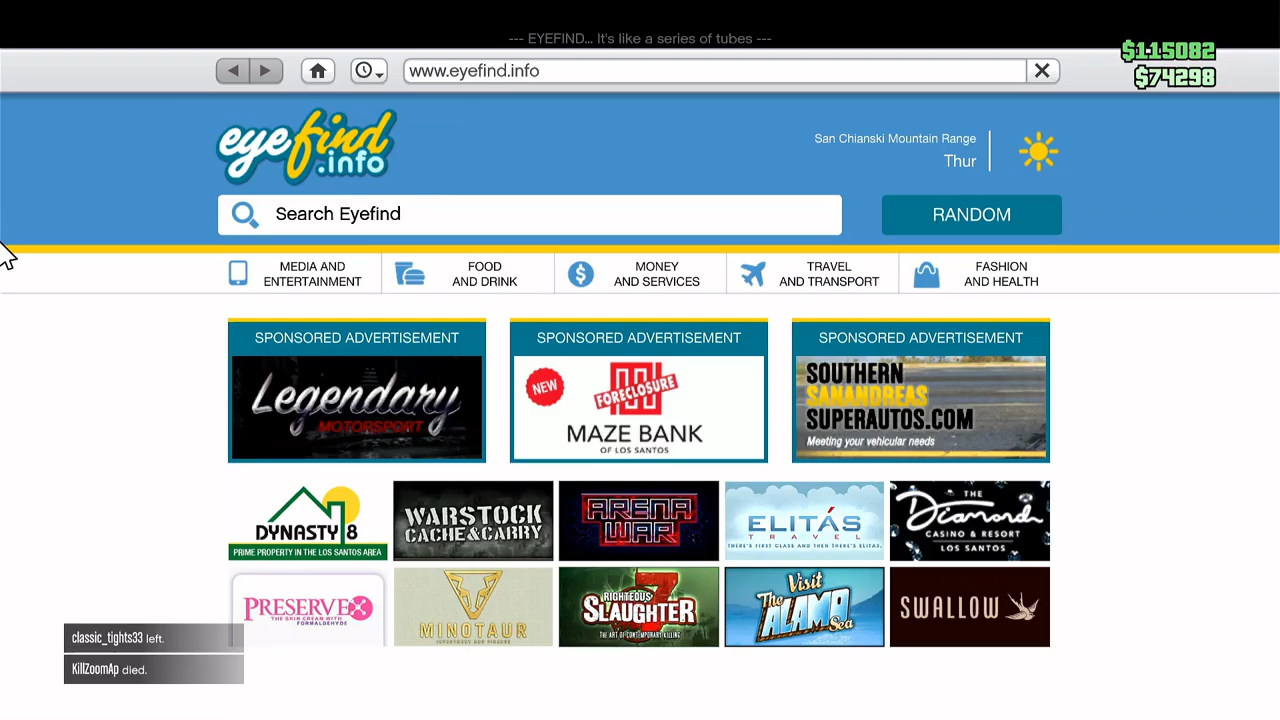 --- EYEFIND... It's like a series of tubes ---
$115082
www.eyefind.info
$74298
eyefind
.info
San Chianski Mountain Range
Thur
Search Eyefind
RANDOM
MEDIA AND
ENTERTAINMENT
FOOD
AND DRINK
MONEY
AND SERVICES
TRAVEL
AND TRANSPORT
FASHION
AND HEALTH
SPONSORED ADVERTISEMENT
Legendary
MOTORSPORT
SPONSORED ADVERTISEMENT
NEW
FORECLOSURE
MAZE BANK
OF LOS SANTOS
SPONSORED ADVERTISEMENT
SOUTHERN
SANANDREAS
SUPERAUTOS.COM
Meeting your vehicular needs
DYNASTY 8
PRIME PROPERTY IN THE LOS SANTOS AREA
WARSTOCK
CACHE&CARRY
ARENA
WAR
ELITÁS
TRAVEL
THERE'S FIRST CLASS AND THEN THERE'S ELITAS.
THE
Diamond
CASINO & RESORT
LOS SANTOS
PRESERVEX
THE SKIN CREAM WITH
FORMALDEHYDE
MINOTAUR
RIGHTEOUS
SLAUGHTER
7
THE ART OF CONTEMPORARY KILLING
Visit
The ALAMO
Sea
SWALLOW
classic_tights33 left.
KillZoomAp died.